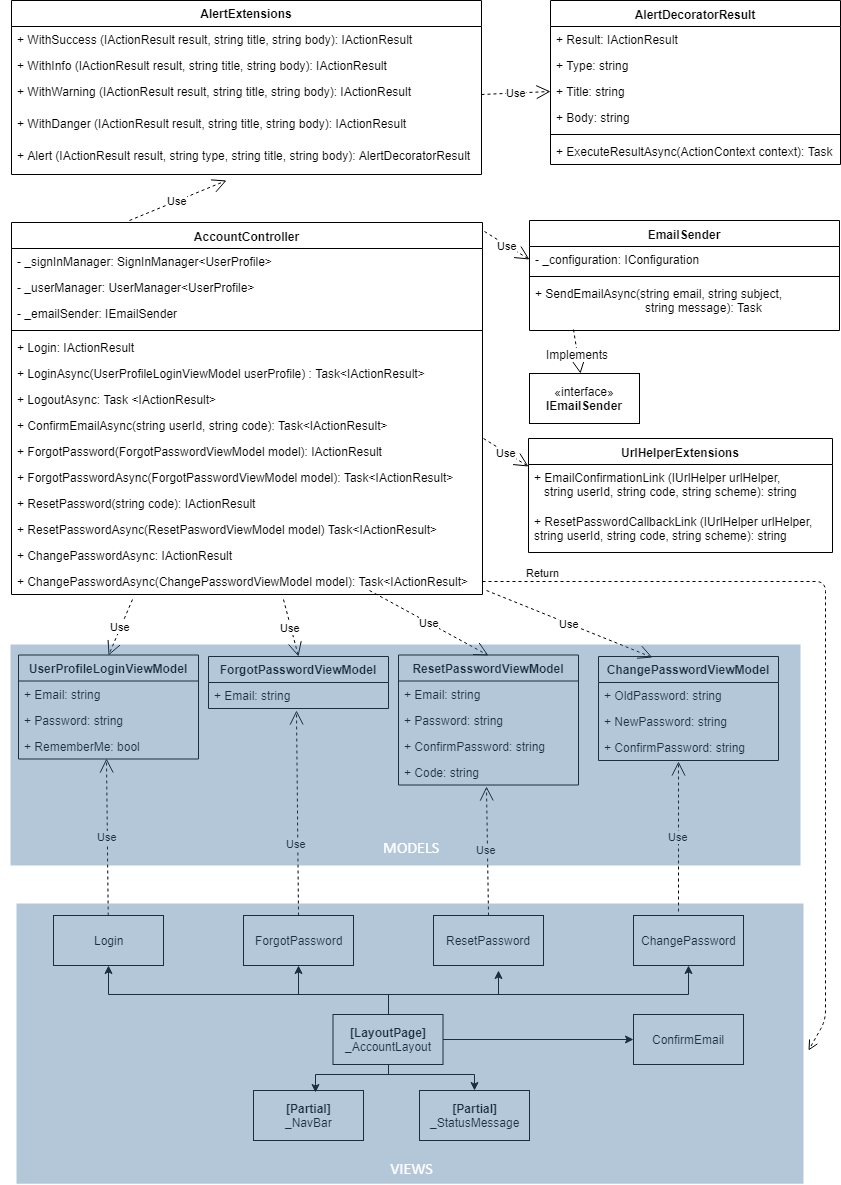 AlertExtensions
+ WithSuccess (IActionResult result, string title, string body): IActionResult
+ WithInfo (IActionResult result, string title, string body): IActionResult
+ WithWarning (IActionResult result, string title, string body): IActionResult
+ WithDanger (IActionResult result, string title, string body): IActionResult
+ Alert (IActionResult result, string type, string title, string body): AlertDecoratorResult
Use
AlertDecoratorResult
+ Result: IActionResult
+ Type: string
+ Title: string
+ Body: string
+ ExecuteResultAsync(ActionContext context): Task
Use
AccountController
- _signInManager: SignInManager<UserProfile>
- _userManager: UserManager<UserProfile>
- _emailSender: IEmailSender
+ Login: IActionResult
+ LoginAsync(UserProfileLoginViewModel userProfile) : Task<IActionResult>
+ LogoutAsync: Task <IActionResult>
+ ConfirmEmailAsync(string userId, string code): Task<IActionResult>
+ ForgotPassword(ForgotPasswordViewModel model): IActionResult
+ ForgotPasswordAsync(ForgotPasswordViewModel model): Task<IActionResult>
+ ResetPassword(string code): IActionResult
+ ResetPasswordAsync(ResetPaswordViewModel model) Task<IActionResult>
+ ChangePasswordAsync: IActionResult
+ ChangePasswordAsync(ChangePasswordViewModel model): Task<IActionResult>
Use
EmailSender
- _configuration: IConfiguration
+ SendEmailAsync(string email, string subject,
string message): Task
Implements
«interface»
IEmailSender
Use
UrlHelperExtensions
+ EmailConfirmationLink (IUrlHelper urlHelper,
string userId, string code, string scheme): string
+ ResetPasswordCallbackLink (IUrlHelper urlHelper,
string userId, string code, string scheme): string
Return
Use
Use
Use
Use
UserProfileLoginViewModel
+ Email: string
+ Password: string
+ RememberMe: bool
ForgotPasswordViewModel
+ Email: string
ResetPasswordViewModel
+ Email: string
+ Password: string
+ ConfirmPassword: string
+ Code: string
ChangePasswordViewModel
+ OldPassword: string
+ NewPassword: string
+ ConfirmPassword: string
Use
Use
Use
Use
MODELS
Login
ForgotPassword
ResetPassword
ChangePassword
[LayoutPage]
_AccountLayout
ConfirmEmail
[Partial]
_NavBar
[Partial]
_StatusMessage
VIEWS